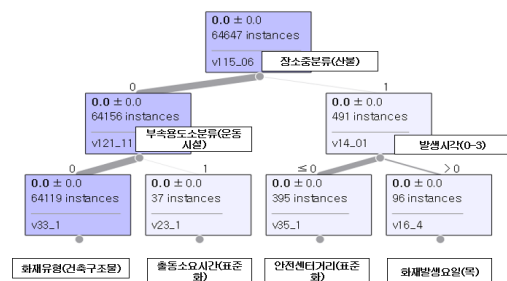 0.0 ± 0.0
64647 instances
v115_06
장소중분류(산불)
0
1
0.0 ± 0.0
64156 instances
v121_11
부속용도소분류(운동
시설)
0.0 ± 0.0
491 instances
v14_01
발생시각(0-3)
0
1
≤ 0
> 0
0.0 ± 0.0
64119 instances
v33_1
0.0 ± 0.0
37 instances
v23_1
0.0 ± 0.0
395 instances
v35_1
0.0 ± 0.0
96 instances
v16_4
화재유형(건축구조물)
출동소요시간(표준
화)
안전센터거리(표준
화)
화재발생요일(목)